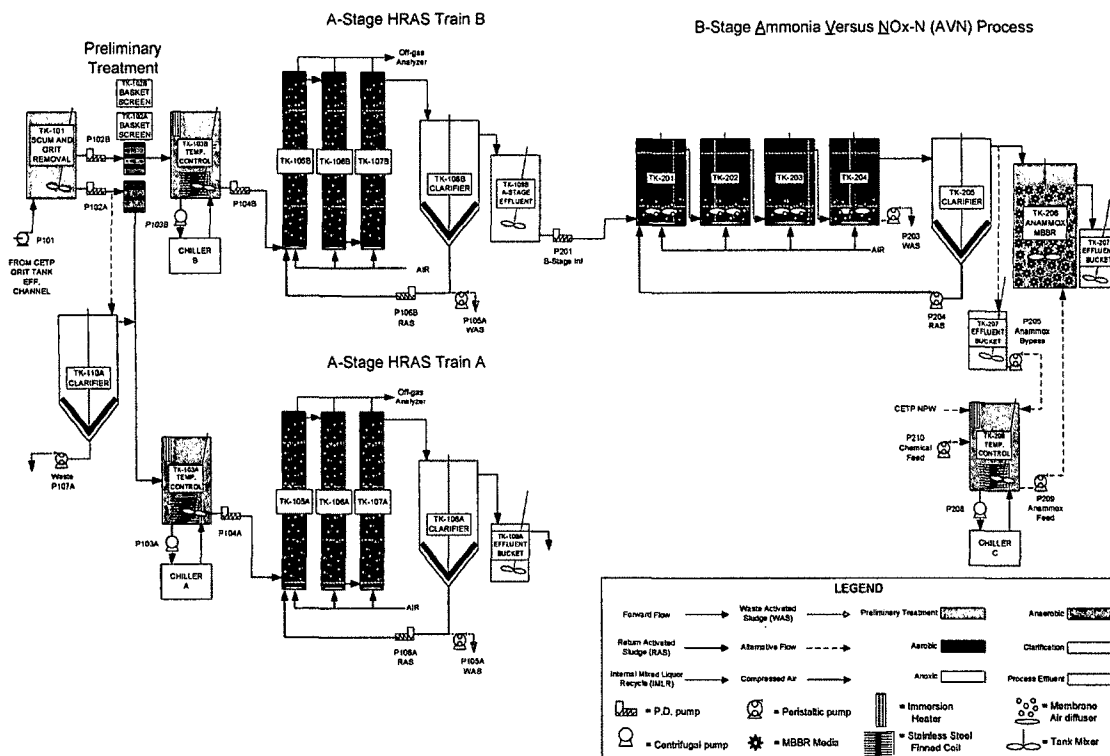 A-Stage HRAS Train B
B-Stage Ammonia Versus NOx-N (AVN) Process
Preliminary
Treatment
TK-102B
BASKET
SCREEN
TK-102A
BASKET
SCREEN
TK-101
SCUM AND
GRIT
REMOVAL
P102B
P102A
P101
FROM CETP
GRIT TANK
EFF.
CHANNEL
TK-103B
TEMP.
CONTROL
P103B
P104B
CHILLER
B
Off-gas
Analyzer
TK-105B
TK-106B
TK-107B
TK-108B
CLARIFIER
TK-109B
A-STAGE
EFFLUENT
AIR
P106B
RAS
P105A
WAS
P201
B-Stage Inf
TK-201
TK-202
TK-203
TK-204
P203
WAS
AIR
TK-205
CLARIFIER
P204
RAS
TK-206
ANAMMOX
MBBR
TK-207
EFFLUENT
BUCKET
TK-207
EFFLUENT
BUCKET
P205
Anammox
Bypass
CETP NPW
P210
Chemical
Feed
TK-208
TEMP.
CONTROL
P209
Anammox
Feed
P208
CHILLER
C
TK-110A
CLARIFIER
Waste
P107A
A-Stage HRAS Train A
TK-103A
TEMP.
CONTROL
P103A
P104A
CHILLER
A
Off-gas
Analyzer
TK-105A
TK-106A
TK-107A
TK-108A
CLARIFIER
TK-109A
EFFLUENT
BUCKET
AIR
P106A
RAS
P105A
WAS
LEGEND
Forward Flow
Waste Activated
Sludge (WAS)
Preliminary Treatment
Anaerobic
Return Activated
Sludge (RAS)
Alternative Flow
Aerobic
Clarification
Internal Mixed Liquor
Recycle (IMLR)
Compressed Air
Anoxic
Process Effluent
= P.D. pump
= Peristaltic pump
= Immersion
Heater
= Membrane
Air diffuser
= Centrifugal pump
= MBBR Media
= Stainless Steel
Finned Coil
= Tank Mixer